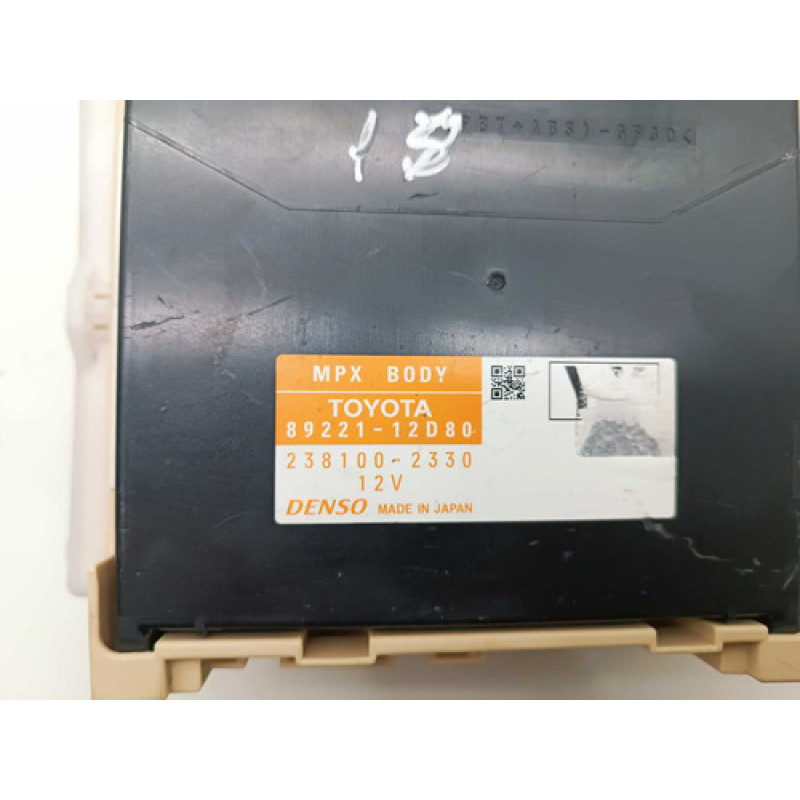 MPX BODY
TOYOTA
89221-12D80
238100-2330
12V
DENSO MADE IN JAPAN